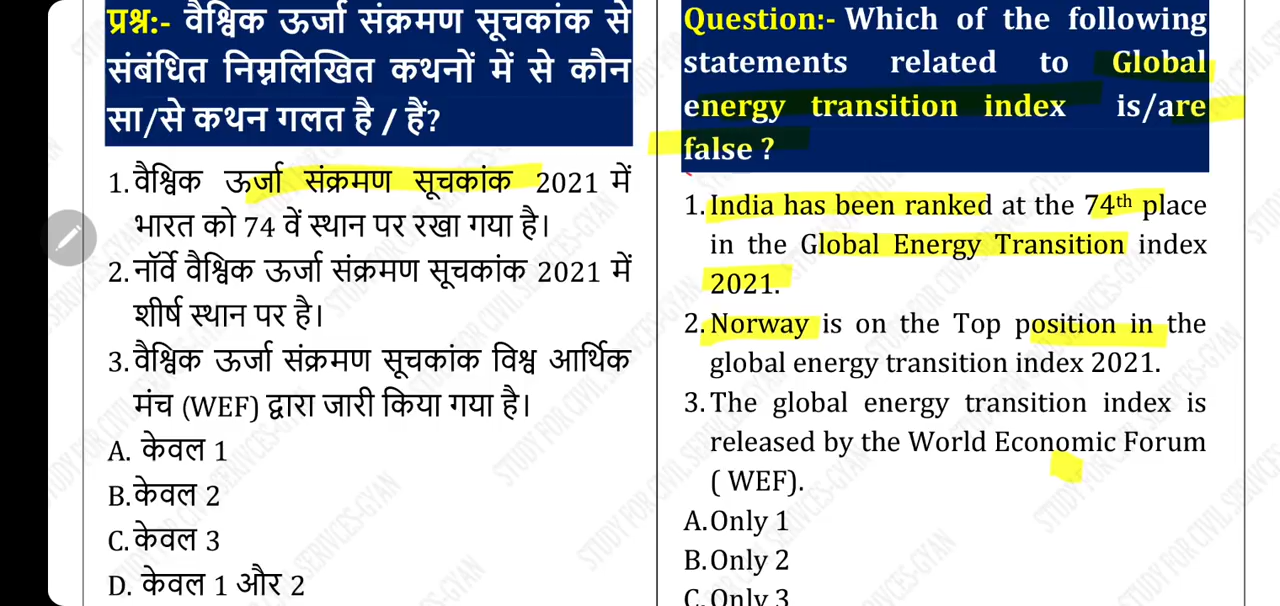 प्रश्न:- वैश्विक ऊर्जा संक्रमण सूचकांक से
संबंधित निम्नलिखित कथनों में से कौन
सा/से कथन गलत है / हैं?
1. वैश्विक ऊर्जा संक्रमण सूचकांक 2021 में
भारत को 74 वें स्थान पर रखा गया है।
2. नॉर्वे वैश्विक ऊर्जा संक्रमण सूचकांक 2021 में
शीर्ष स्थान पर है।
3. वैश्विक ऊर्जा संक्रमण सूचकांक विश्व आर्थिक
मंच (WEF) द्वारा जारी किया गया है।
A. केवल 1
B. केवल 2
C. केवल 3
D. केवल 1 और 2
Question:- Which of the following
statements related to Global
energy transition index is/are
false ?
1. India has been ranked at the 74th place
in the Global Energy Transition index
2021.
2. Norway is on the Top position in the
global energy transition index 2021.
3. The global energy transition index is
released by the World Economic Forum
( WEF).
A. Only 1
B. Only 2
C. Only 3
STUDY FOR CIVIL SERVICES-GYAN